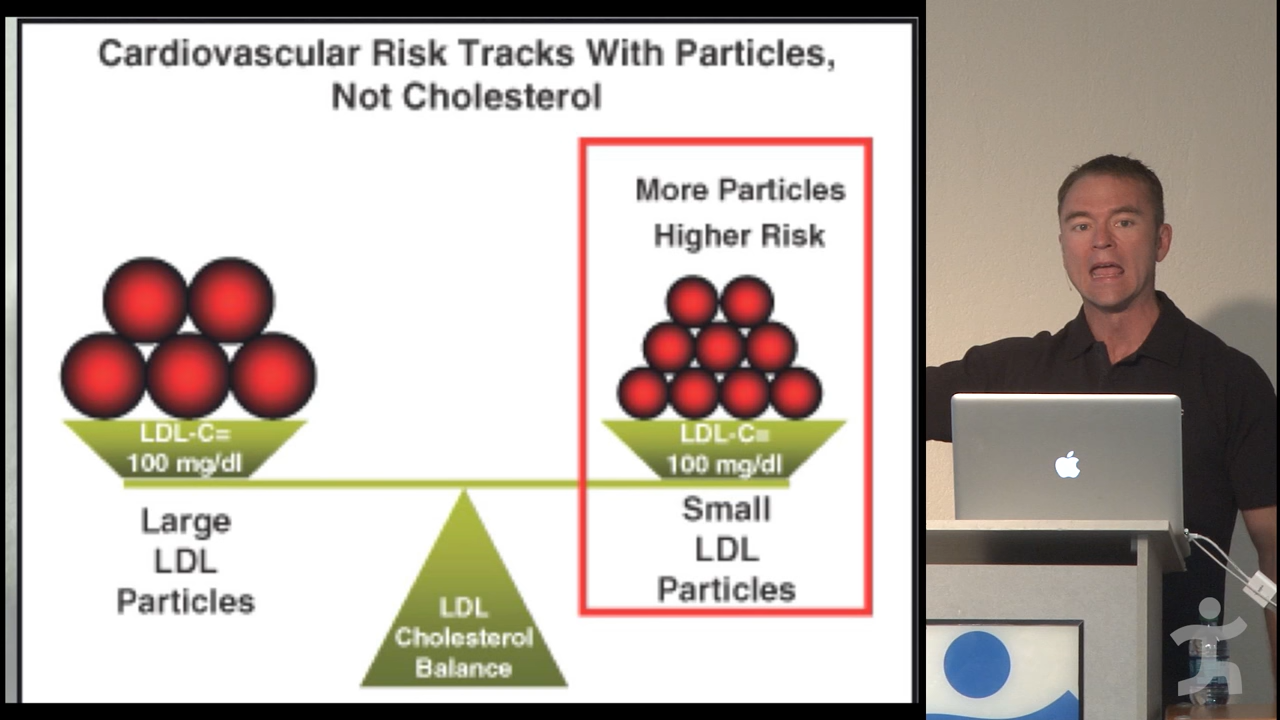 Cardiovascular Risk Tracks With Particles,
Not Cholesterol
More Particles
Higher Risk
LDL-C=
100 mg/dl
LDL-C=
100 mg/dl
Large
LDL
Particles
Small
LDL
Particles
LDL
Cholesterol
Balance